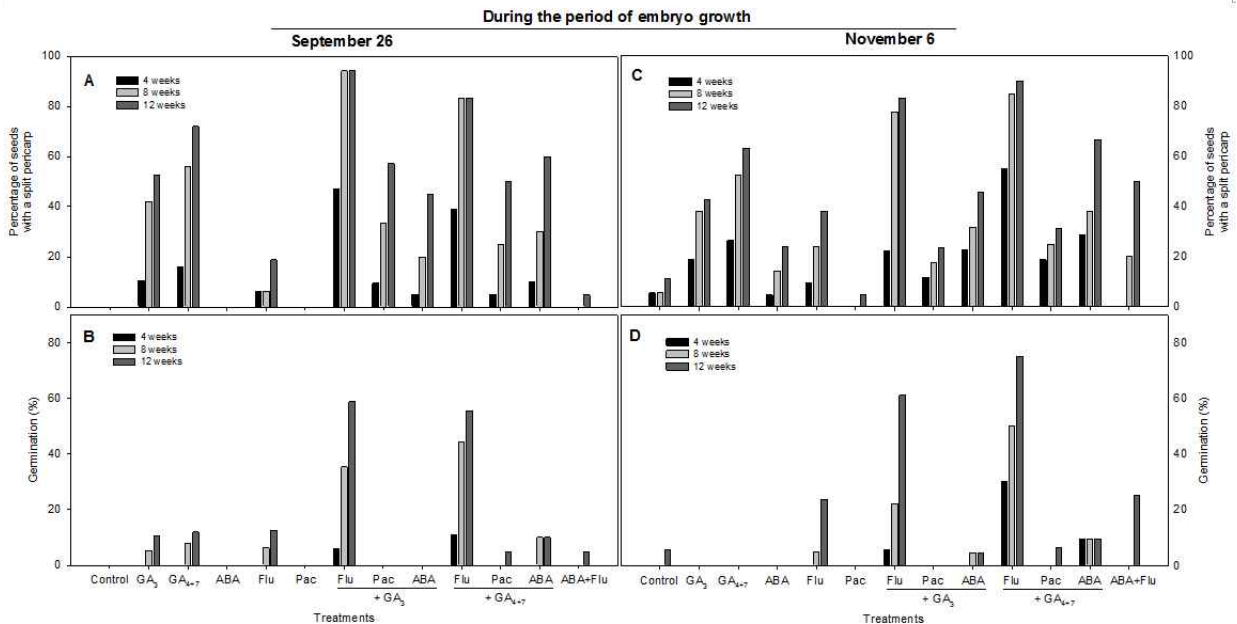 During the period of embryo growth
September 26
November 6
A
4 weeks
8 weeks
12 weeks
Percentage of seeds
with a split pericarp
100
80
60
40
20
0
C
4 weeks
8 weeks
12 weeks
100
80
60
40
20
0
Percentage of seeds
with a split pericarp
B
4 weeks
8 weeks
12 weeks
Germination (%)
80
60
40
20
0
D
4 weeks
8 weeks
12 weeks
80
60
40
20
0
Germination (%)
Control GA3 GA4+7 ABA Flu Pac Flu Pac ABA Flu Pac ABA ABA+Flu
+ GA3 + GA4+7
Treatments
Control GA3 GA4+7 ABA Flu Pac Flu Pac ABA Flu Pac ABA ABA+Flu
+ GA3 + GA4+7
Treatments